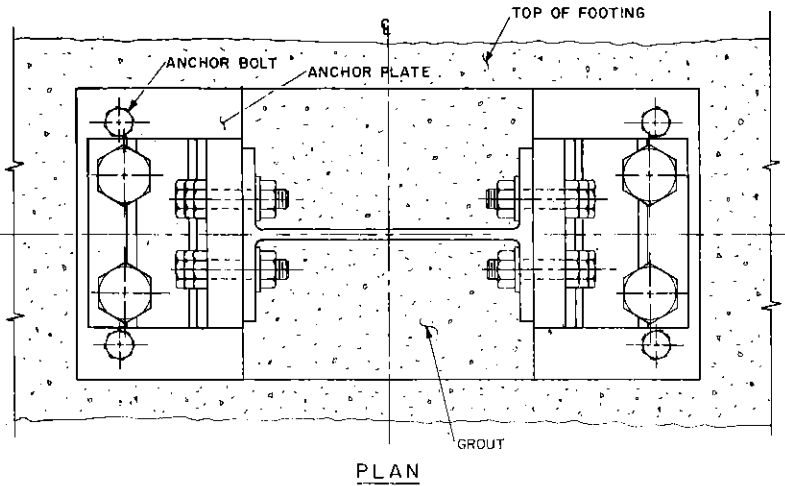 ℄
TOP OF FOOTING
ANCHOR BOLT
ANCHOR PLATE
GROUT
PLAN